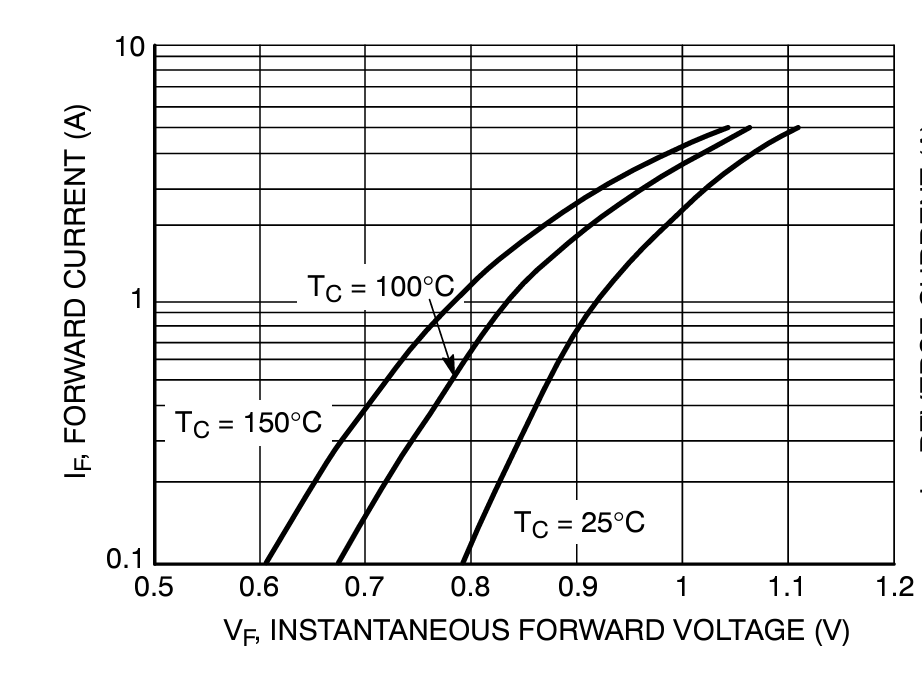 10
1
0.1
I_F, FORWARD CURRENT (A)
T_C = 100°C
T_C = 150°C
T_C = 25°C
0.5 0.6 0.7 0.8 0.9 1 1.1 1.2
V_F, INSTANTANEOUS FORWARD VOLTAGE (V)